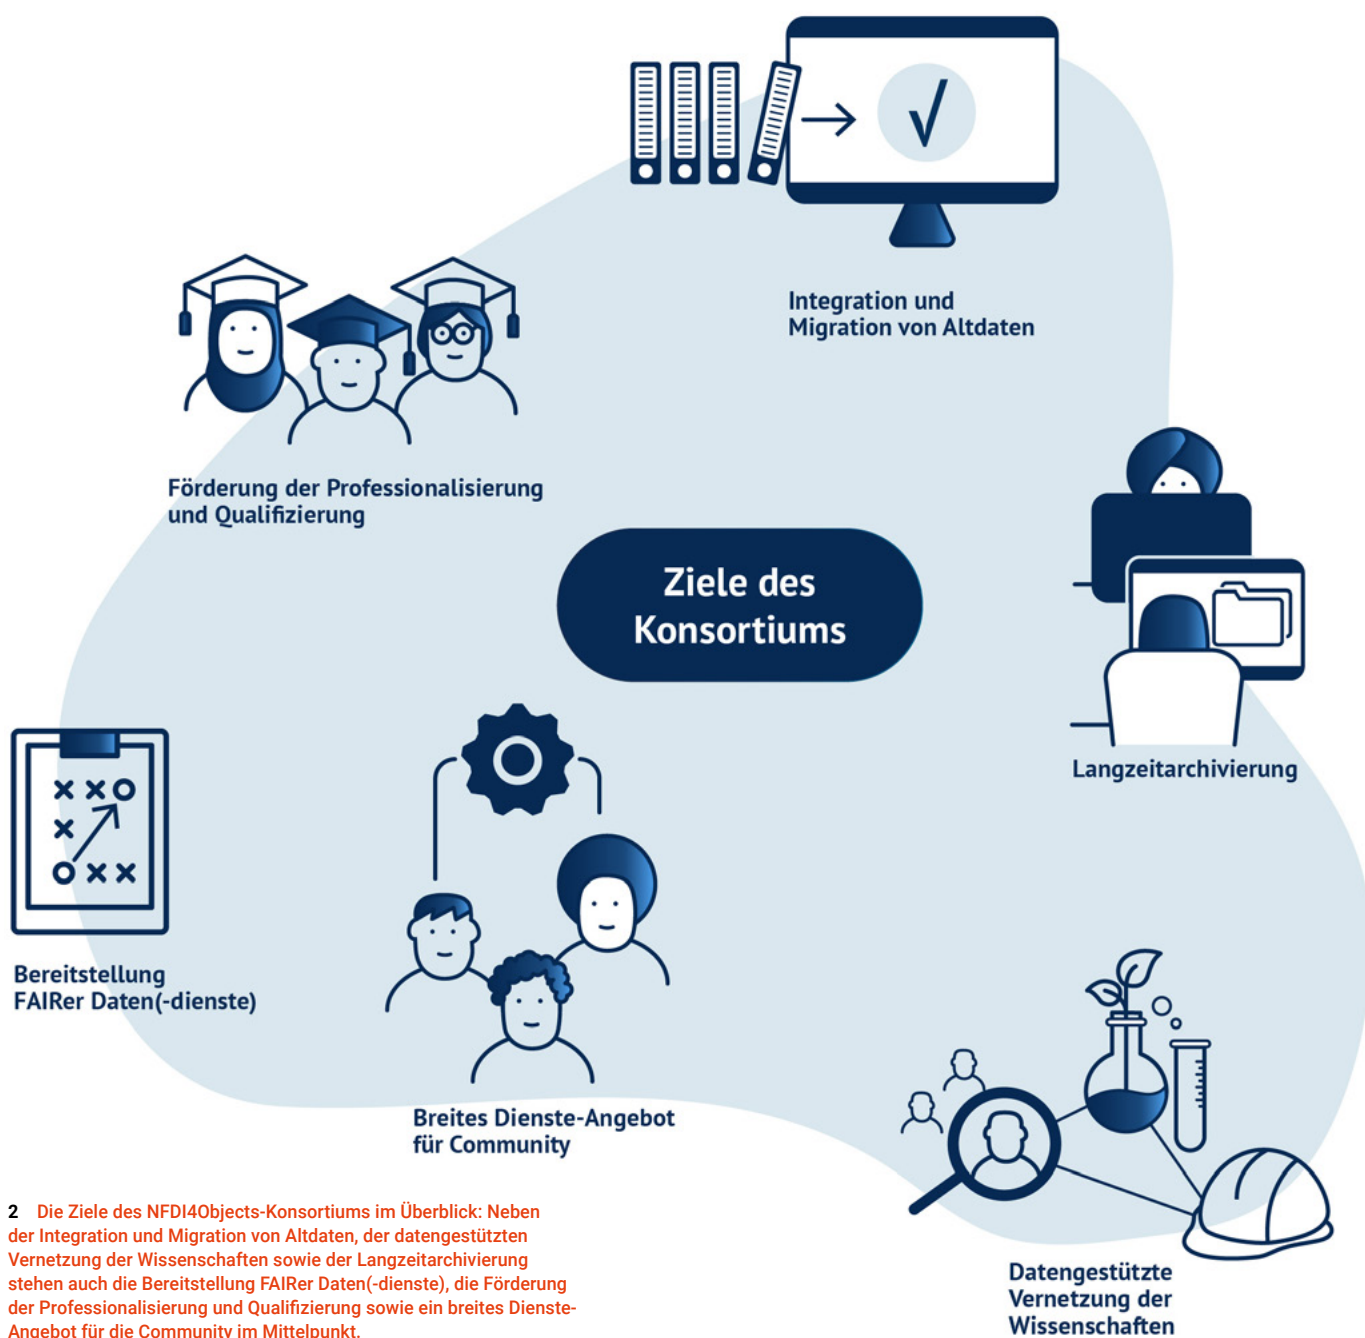 Integration und
Migration von Altdaten
Förderung der Professionalisierung
und Qualifizierung
Ziele des
Konsortiums
Langzeitarchivierung
Bereitstellung
FAIRer Daten(-dienste)
Breites Dienste-Angebot
für Community
Datengestützte
Vernetzung der
Wissenschaften
2 Die Ziele des NFDI4Objects-Konsortiums im Überblick: Neben
der Integration und Migration von Altdaten, der datengestützten
Vernetzung der Wissenschaften sowie der Langzeitarchivierung
stehen auch die Bereitstellung FAIRer Daten(-dienste), die Förderung
der Professionalisierung und Qualifizierung sowie ein breites Dienste-
Angebot für die Community im Mittelpunkt.